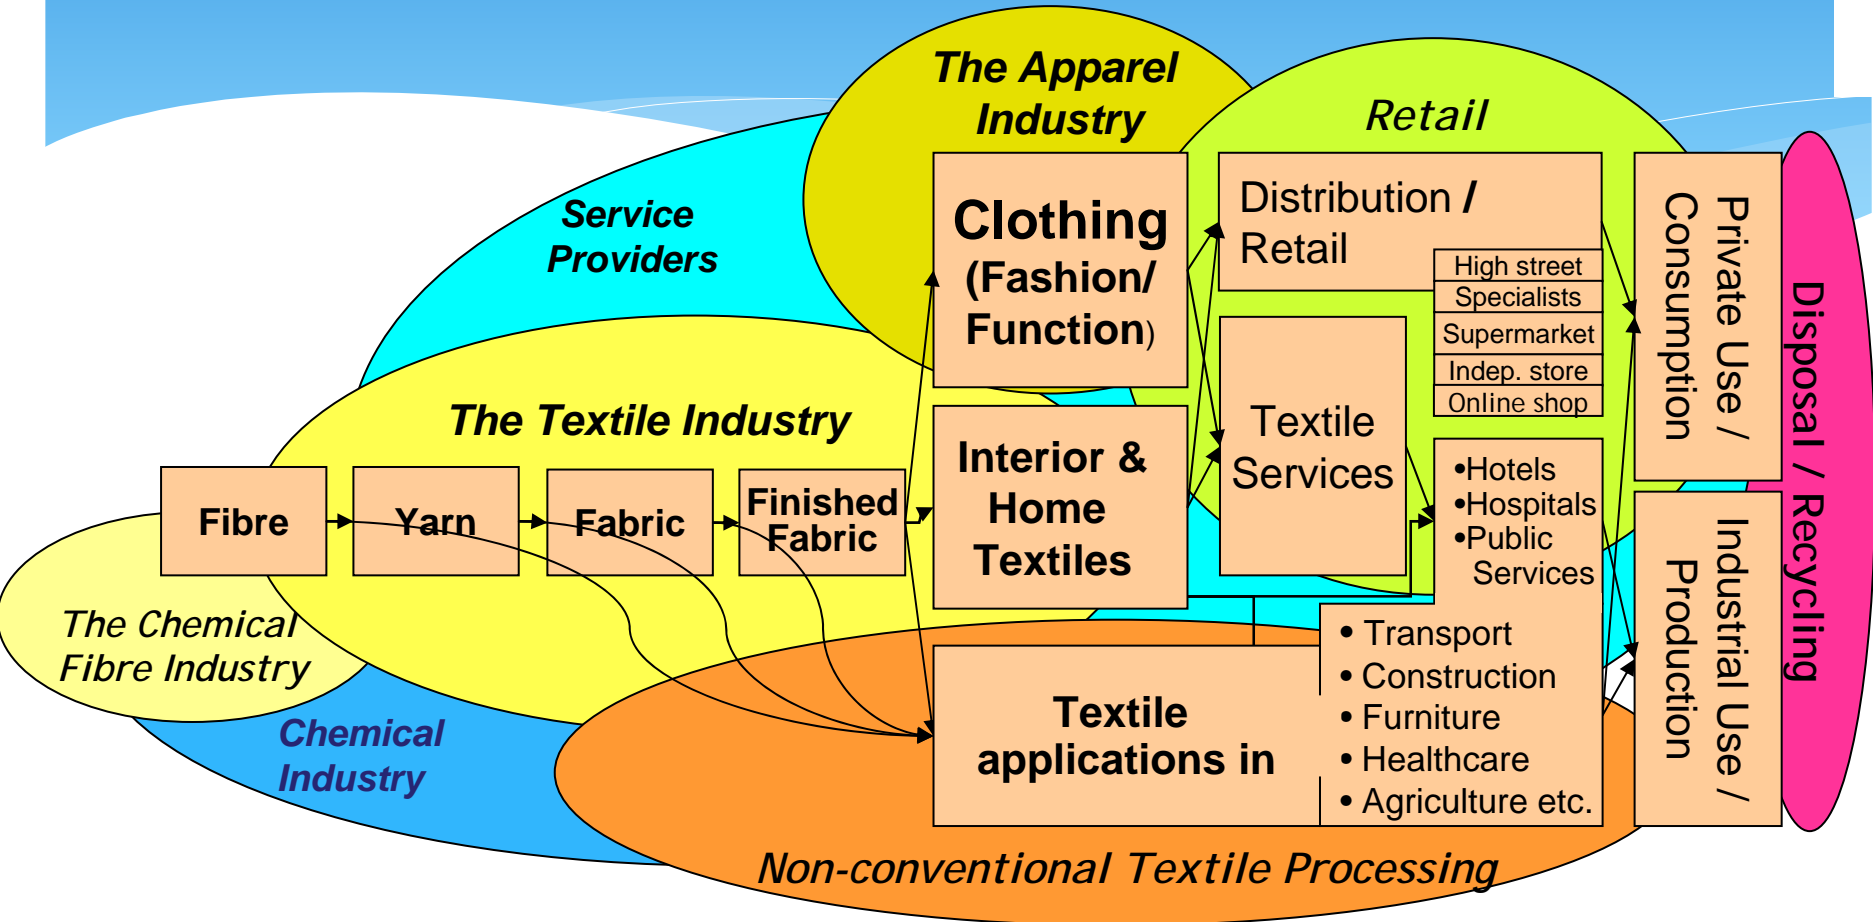 The Apparel
Industry
Retail
Service
Providers
Clothing
(Fashion/
Function)
Distribution /
Retail
High street
Specialists
Supermarket
Indep. store
Online shop
Private Use /
Consumption
Disposal / Recycling
The Textile Industry
Textile
Services
Interior &
Home
Textiles
•Hotels
•Hospitals
•Public
Services
Fibre
Yarn
Fabric
Finished
Fabric
Industrial Use /
Production
The Chemical
Fibre Industry
Chemical
Industry
Textile
applications in
• Transport
• Construction
• Furniture
• Healthcare
• Agriculture etc.
Non-conventional Textile Processing